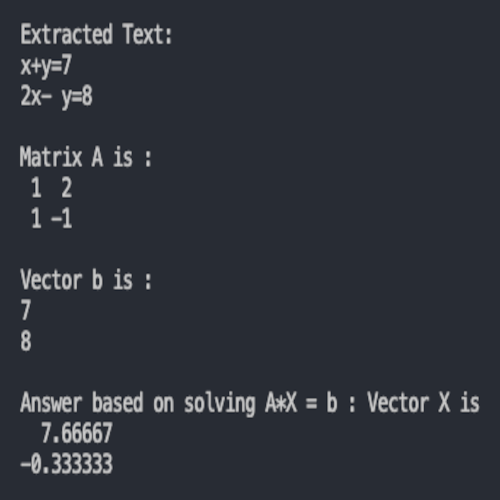 Extracted Text:
x+y=7
2x- y=8
Matrix A is :
1 2
1 -1
Vector b is :
7
8
Answer based on solving A*X = b : Vector X is
7.66667
-0.333333